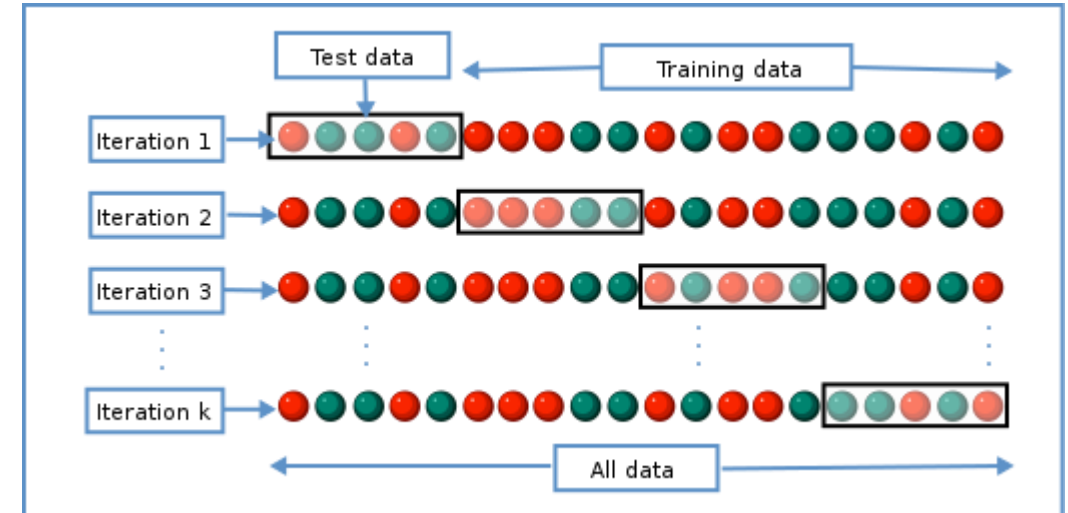 Test data
Training data
Iteration 1
Iteration 2
Iteration 3
Iteration k
All data